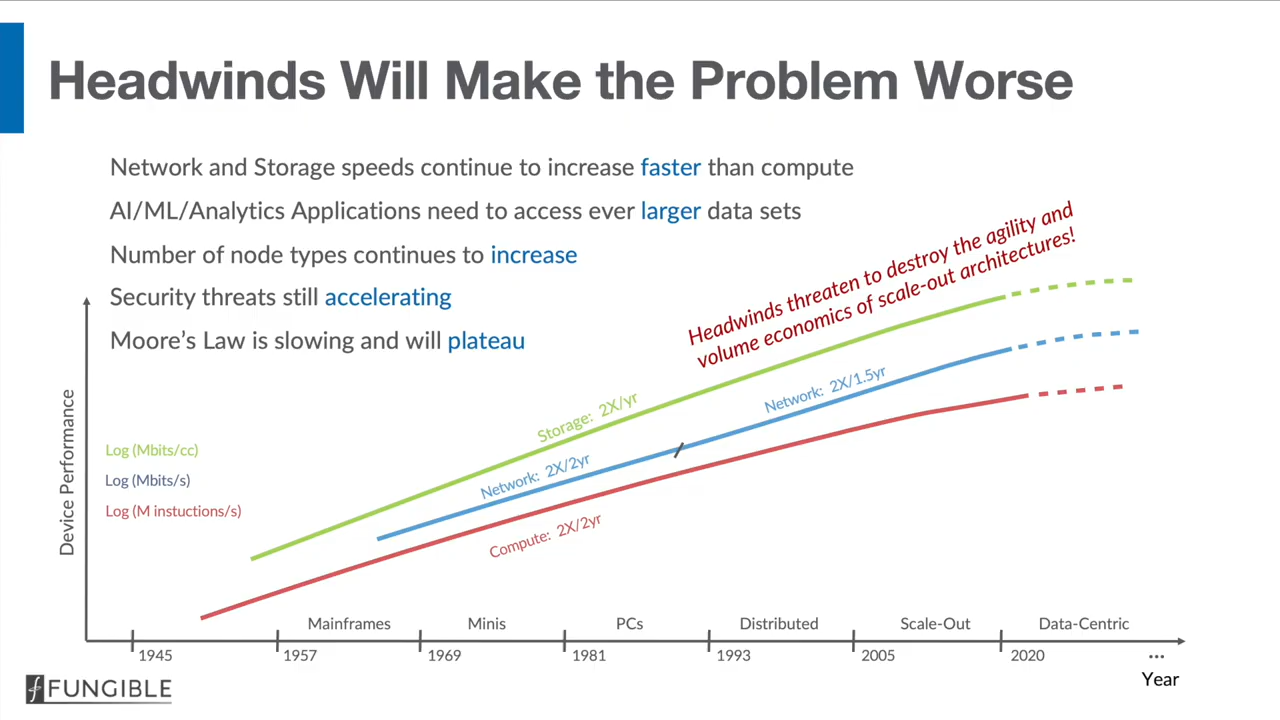 Headwinds Will Make the Problem Worse
Network and Storage speeds continue to increase faster than compute
AI/ML/Analytics Applications need to access ever larger data sets
Number of node types continues to increase
Security threats still accelerating
Moore's Law is slowing and will plateau
Headwinds threaten to destroy the agility and
volume economics of scale-out architectures!
Storage: 2X/yr
Network: 2X/1.5yr
Network: 2X/2yr
Compute: 2X/2yr
Device Performance
Log (Mbits/cc)
Log (Mbits/s)
Log (M instuctions/s)
Mainframes Minis PCs Distributed Scale-Out Data-Centric
1945 1957 1969 1981 1993 2005 2020 ...
Year
FUNGIBLE